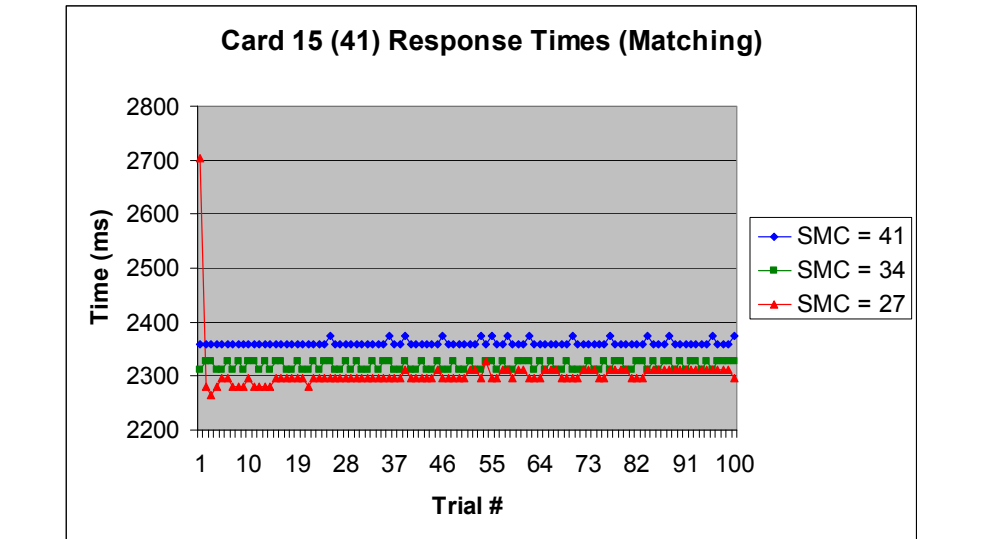 Card 15 (41) Response Times (Matching)
2800
2700
2600
2500
2400
2300
2200
Time (ms)
1 10 19 28 37 46 55 64 73 82 91 100
Trial #
SMC = 41
SMC = 34
SMC = 27